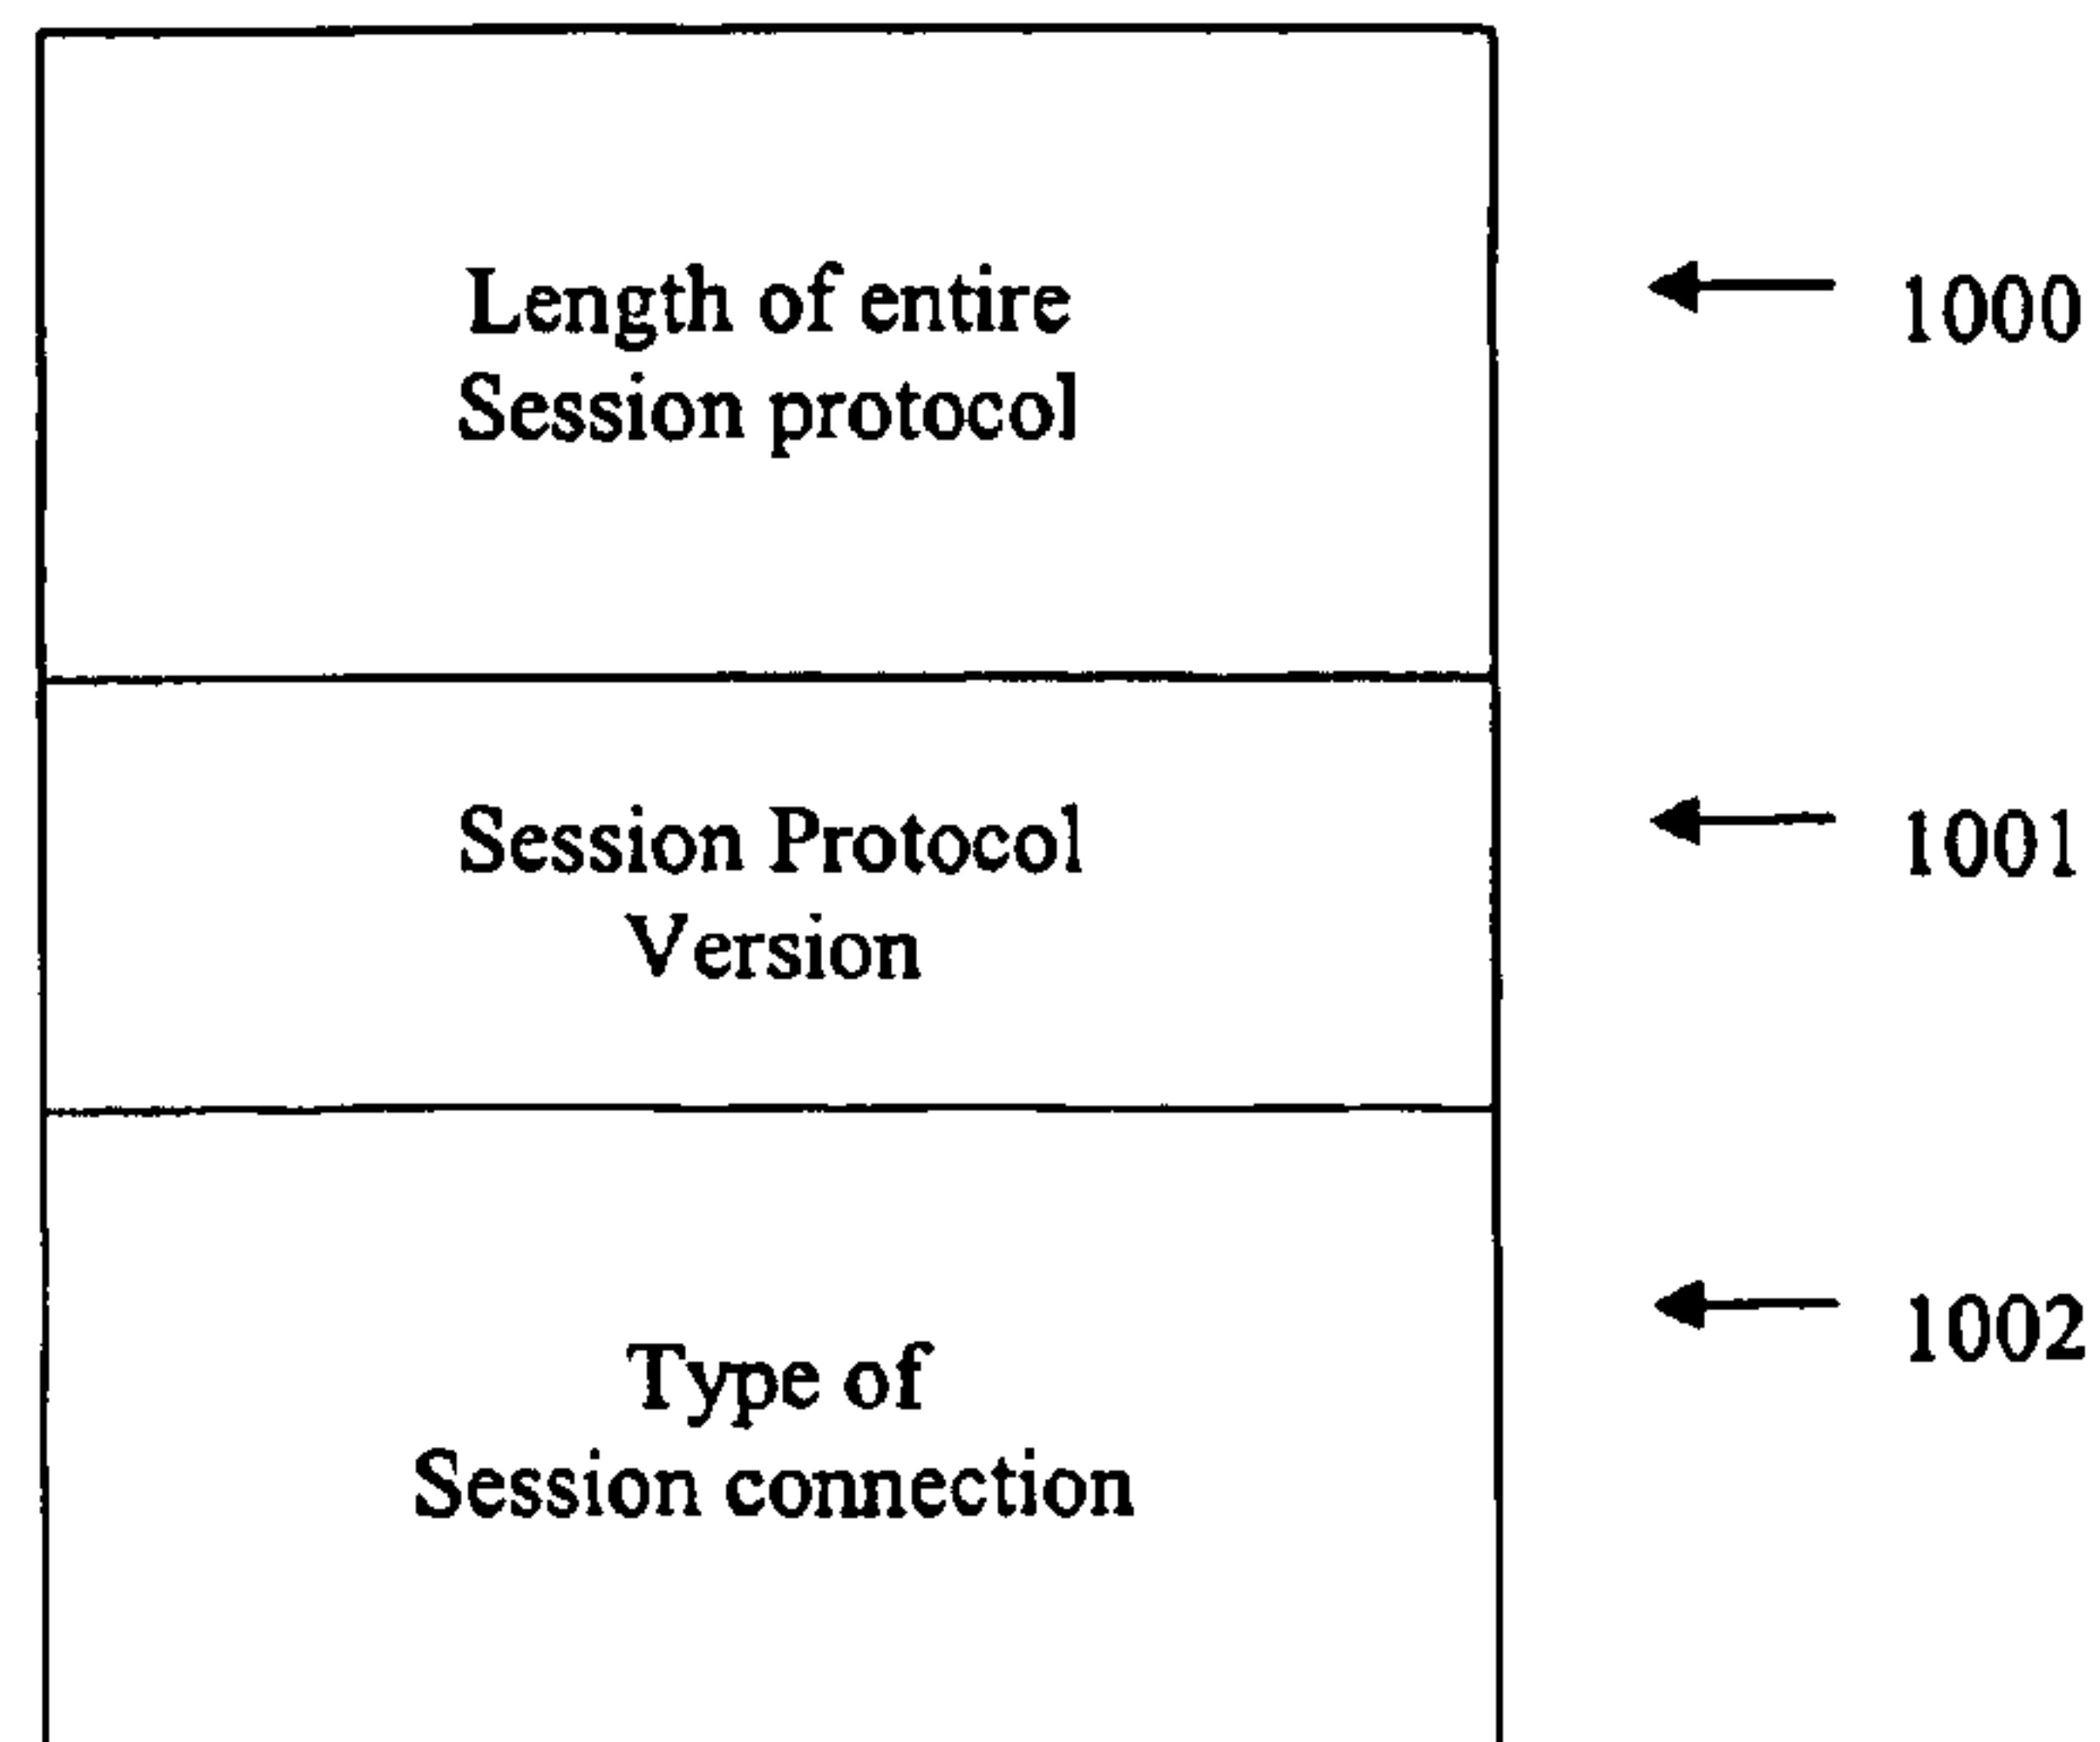 Length of entire
Session protocol
1000
Session Protocol
Version
1001
Type of
Session connection
1002